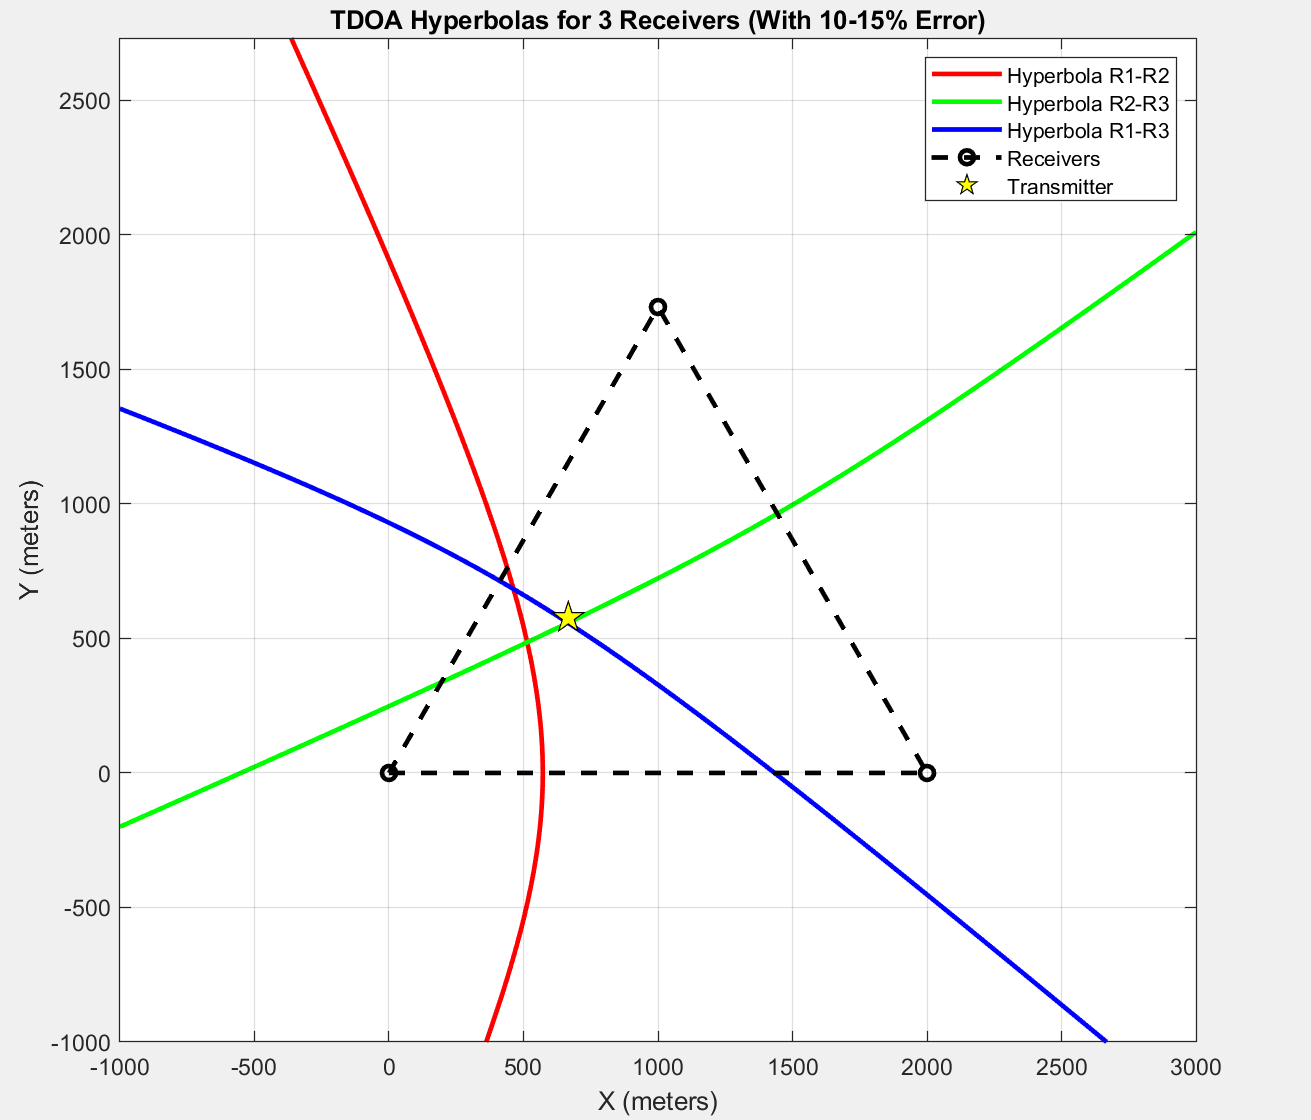 TDOA Hyperbolas for 3 Receivers (With 10-15% Error)
Hyperbola R1-R2
Hyperbola R2-R3
Hyperbola R1-R3
Receivers
Transmitter
2500
2000
1500
1000
500
0
-500
-1000
Y (meters)
-1000 -500 0 500 1000 1500 2000 2500 3000
X (meters)